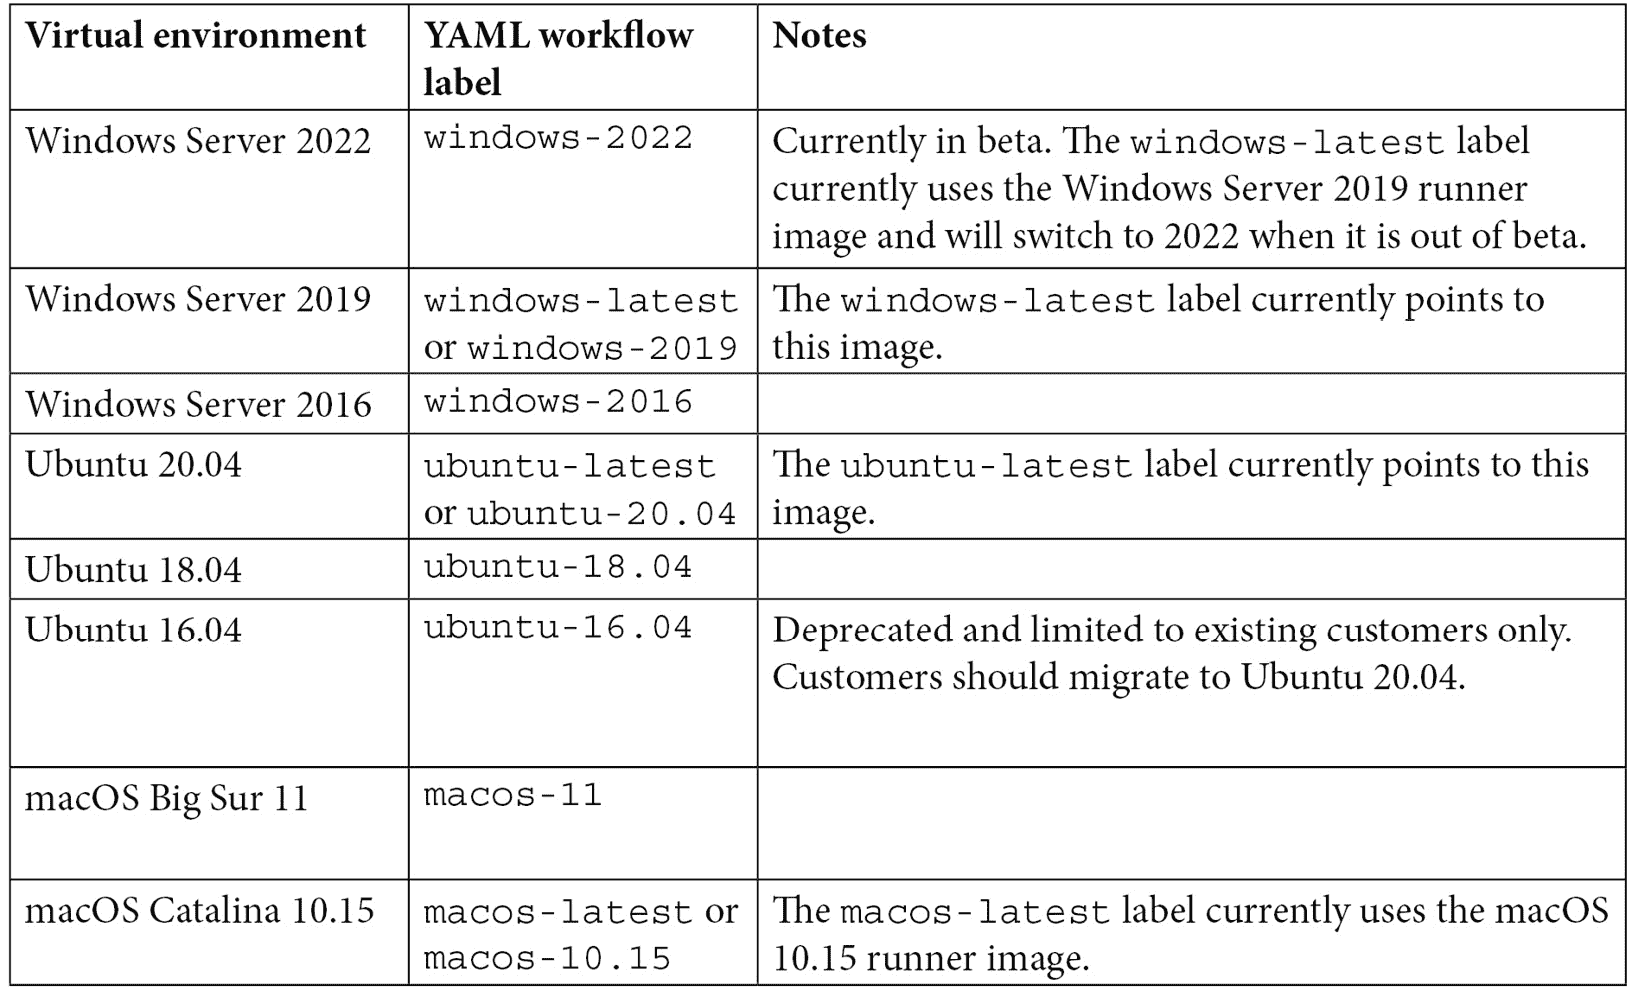 Virtual environment
YAML workflow
label
Notes
Windows Server 2022
windows-2022
Currently in beta. The windows-latest label
currently uses the Windows Server 2019 runner
image and will switch to 2022 when it is out of beta.
Windows Server 2019
windows-latest
or windows-2019
The windows-latest label currently points to
this image.
Windows Server 2016
windows-2016
Ubuntu 20.04
ubuntu-latest
or ubuntu-20.04
The ubuntu-latest label currently points to this
image.
Ubuntu 18.04
ubuntu-18.04
Ubuntu 16.04
ubuntu-16.04
Deprecated and limited to existing customers only.
Customers should migrate to Ubuntu 20.04.
macOS Big Sur 11
macos-11
macOS Catalina 10.15
macos-latest or
macos-10.15
The macos-latest label currently uses the macOS
10.15 runner image.